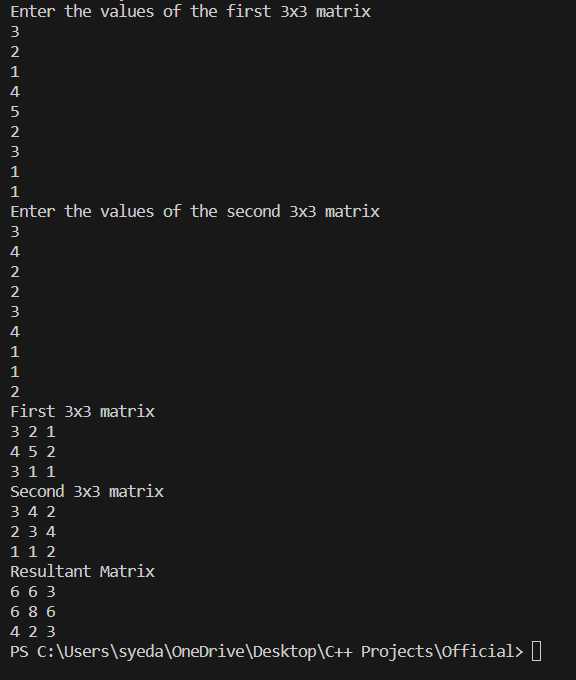 Enter the values of the first 3x3 matrix
3
2
1
4
5
2
3
1
1
Enter the values of the second 3x3 matrix
3
4
2
2
3
4
1
1
2
First 3x3 matrix
3 2 1
4 5 2
3 1 1
Second 3x3 matrix
3 4 2
2 3 4
1 1 2
Resultant Matrix
6 6 3
6 8 6
4 2 3
PS C:\Users\syeda\OneDrive\Desktop\C++ Projects\Official>